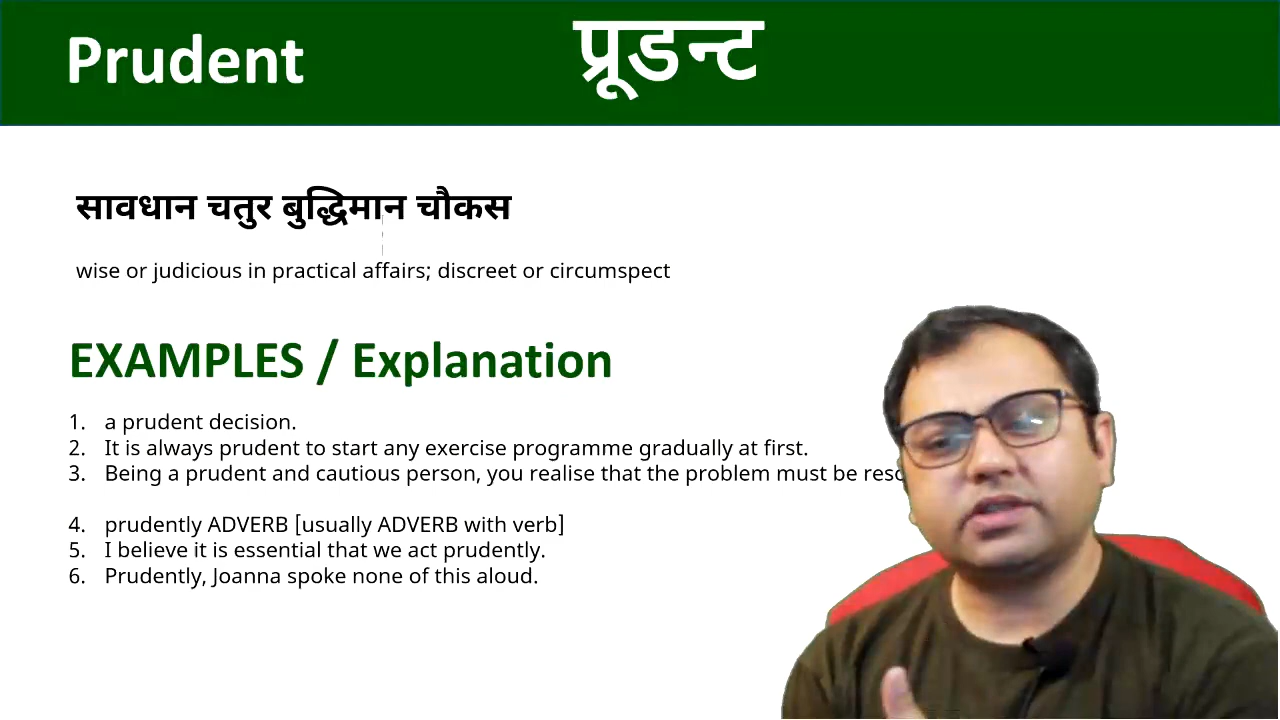 Prudent प्रूडन्ट
सावधान चतुर बुद्धिमान चौकस
wise or judicious in practical affairs; discreet or circumspect
EXAMPLES / Explanation
1. a prudent decision.
2. It is always prudent to start any exercise programme gradually at first.
3. Being a prudent and cautious person, you realise that the problem must be
4. prudently ADVERB [usually ADVERB with verb]
5. I believe it is essential that we act prudently.
6. Prudently, Joanna spoke none of this aloud.